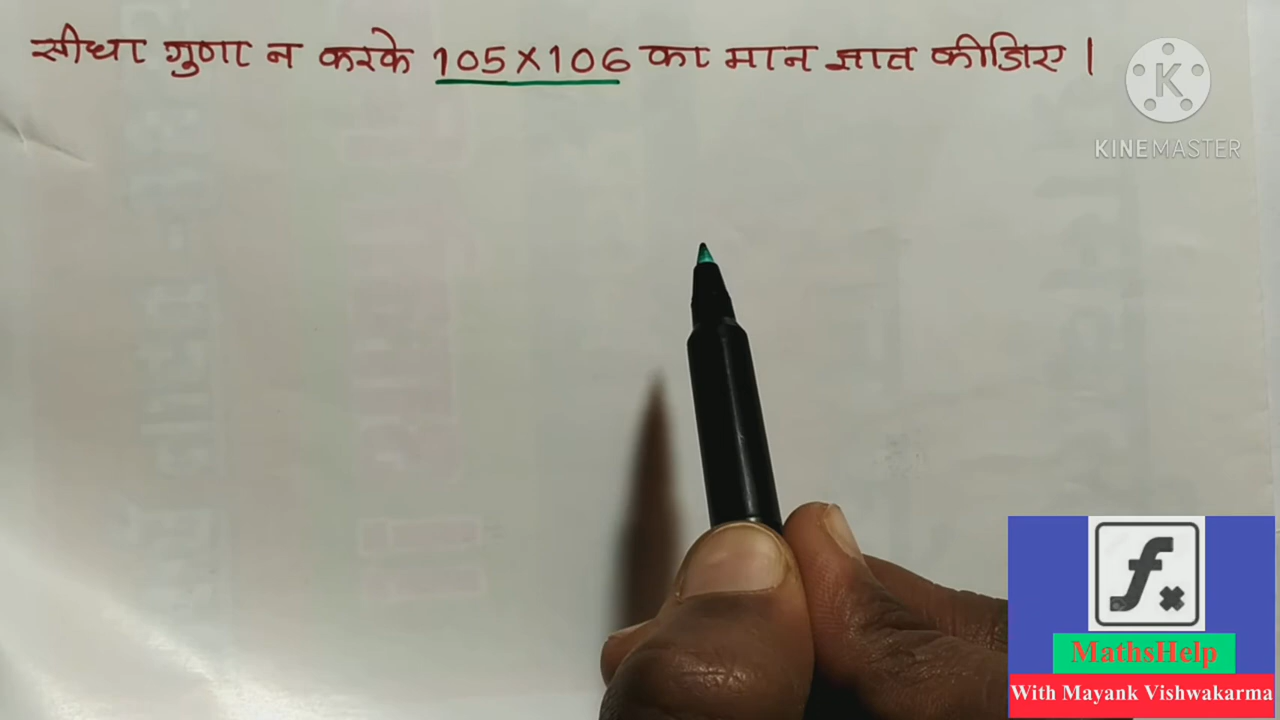 सीधा गुणा न करके 105×106 का मान ज्ञात कीजिए।
KINEMASTER
MathsHelp
With Mayank Vishwakarma